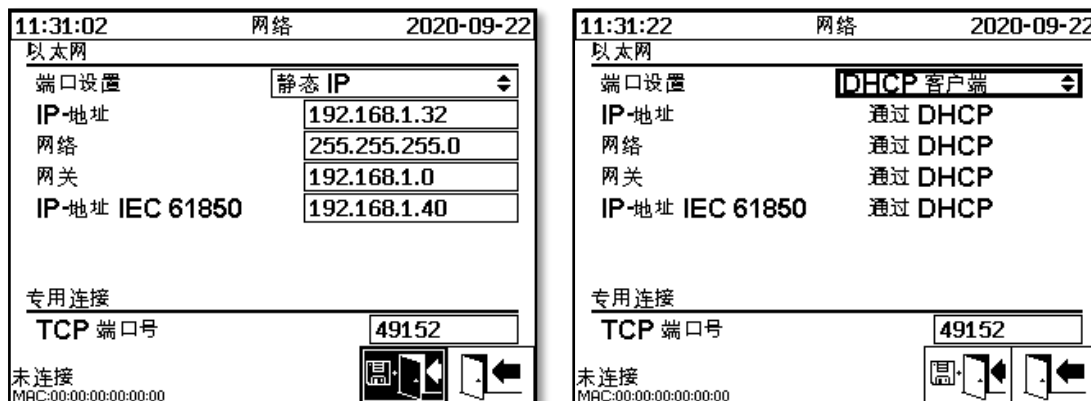 11:31:02 网络 2020-09-22
以太网
端口设置 静态 IP
IP-地址 192.168.1.32
网络 255.255.255.0
网关 192.168.1.0
IP-地址 IEC 61850 192.168.1.40
专用连接
TCP 端口号 49152
未连接
MAC:00:00:00:00:00:00
11:31:22 网络 2020-09-22
以太网
端口设置 DHCP 客户端
IP-地址 通过 DHCP
网络 通过 DHCP
网关 通过 DHCP
IP-地址 IEC 61850 通过 DHCP
专用连接
TCP 端口号 49152
未连接
MAC:00:00:00:00:00:00